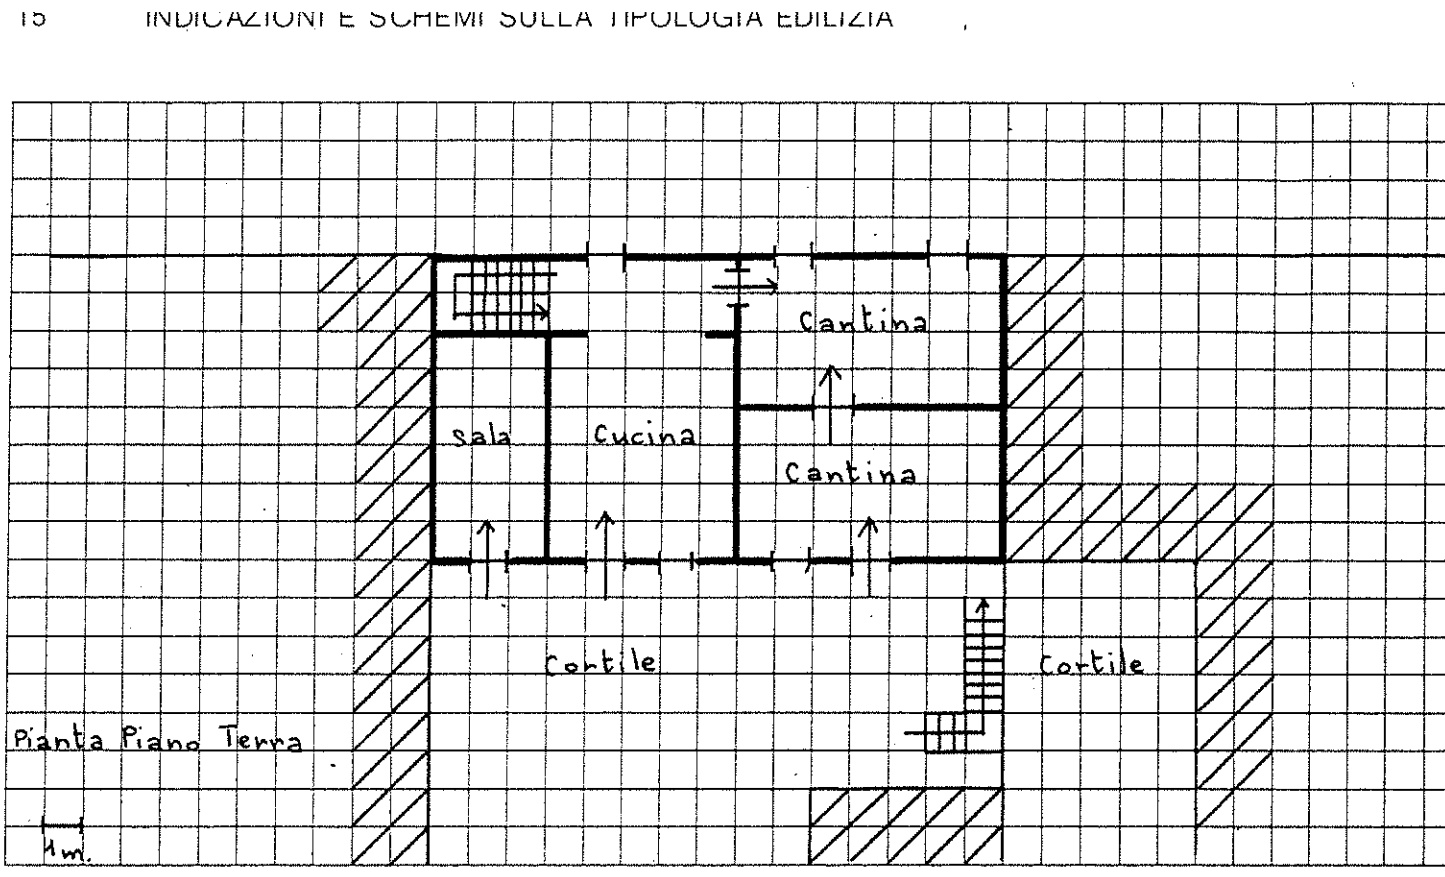 15 INDICAZIONI E SCHEMI SULLA TIPOLOGIA EDILIZIA
Cantina
Sala Cucina
Cantina
Cortile Cortile
Pianta Piano Terra
1m.